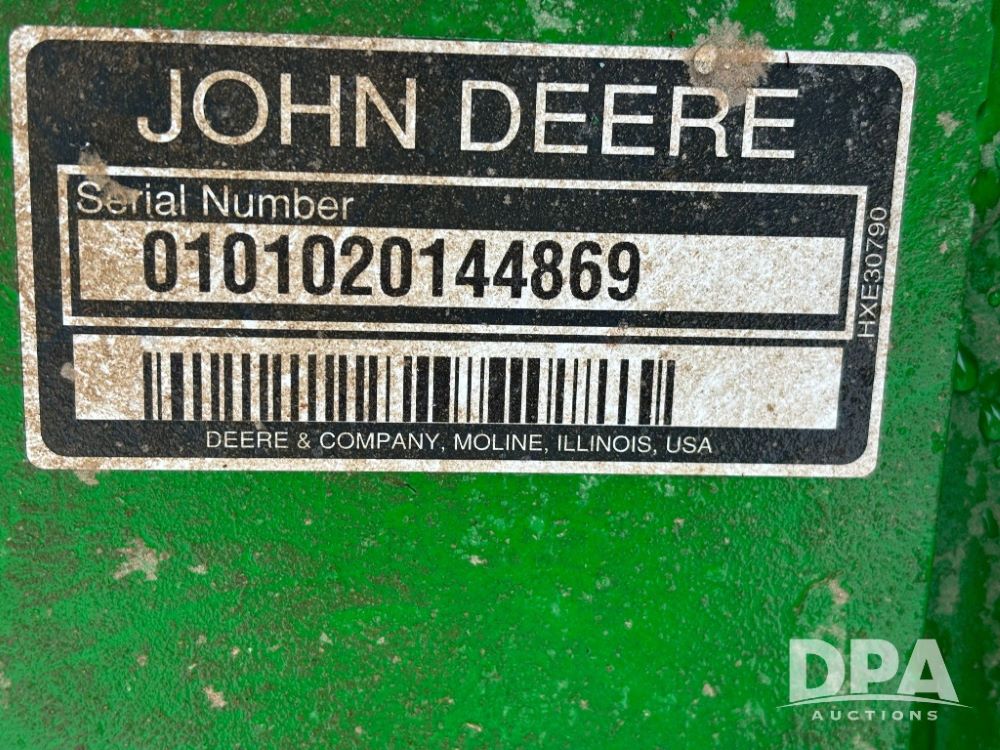 JOHN DEERE
Serial Number
0101020144869
HXE30790
DEERE & COMPANY, MOLINE, ILLINOIS, USA
DPA
AUCTIONS